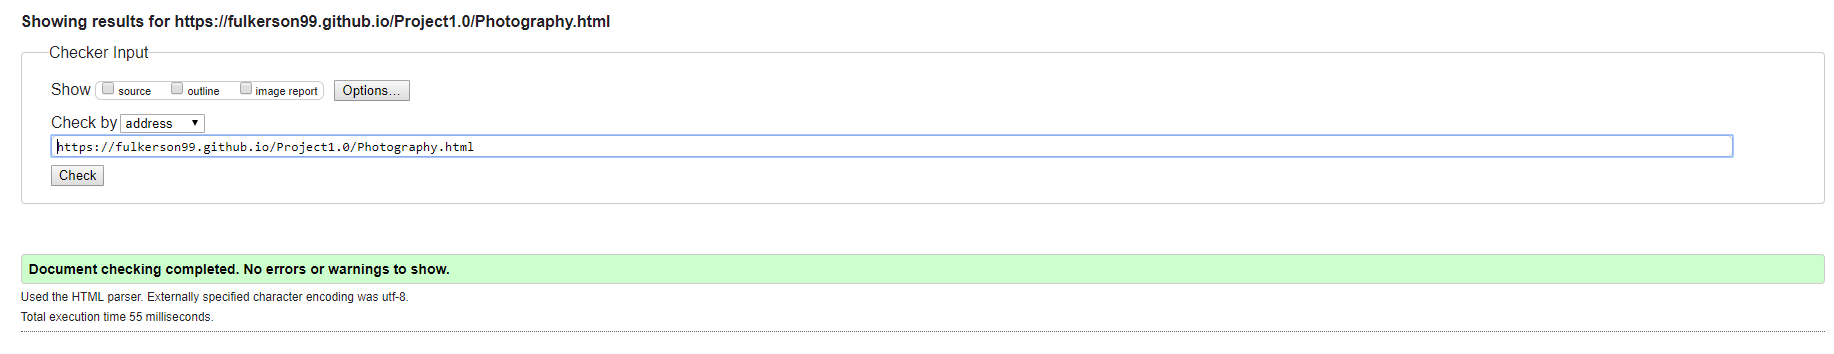 Showing results for https://fulkerson99.github.io/Project1.0/Photography.html
Checker Input
Show source outline image report Options...
Check by address
https://fulkerson99.github.io/Project1.0/Photography.html
Check
Document checking completed. No errors or warnings to show.
Used the HTML parser. Externally specified character encoding was utf-8.
Total execution time 55 milliseconds.